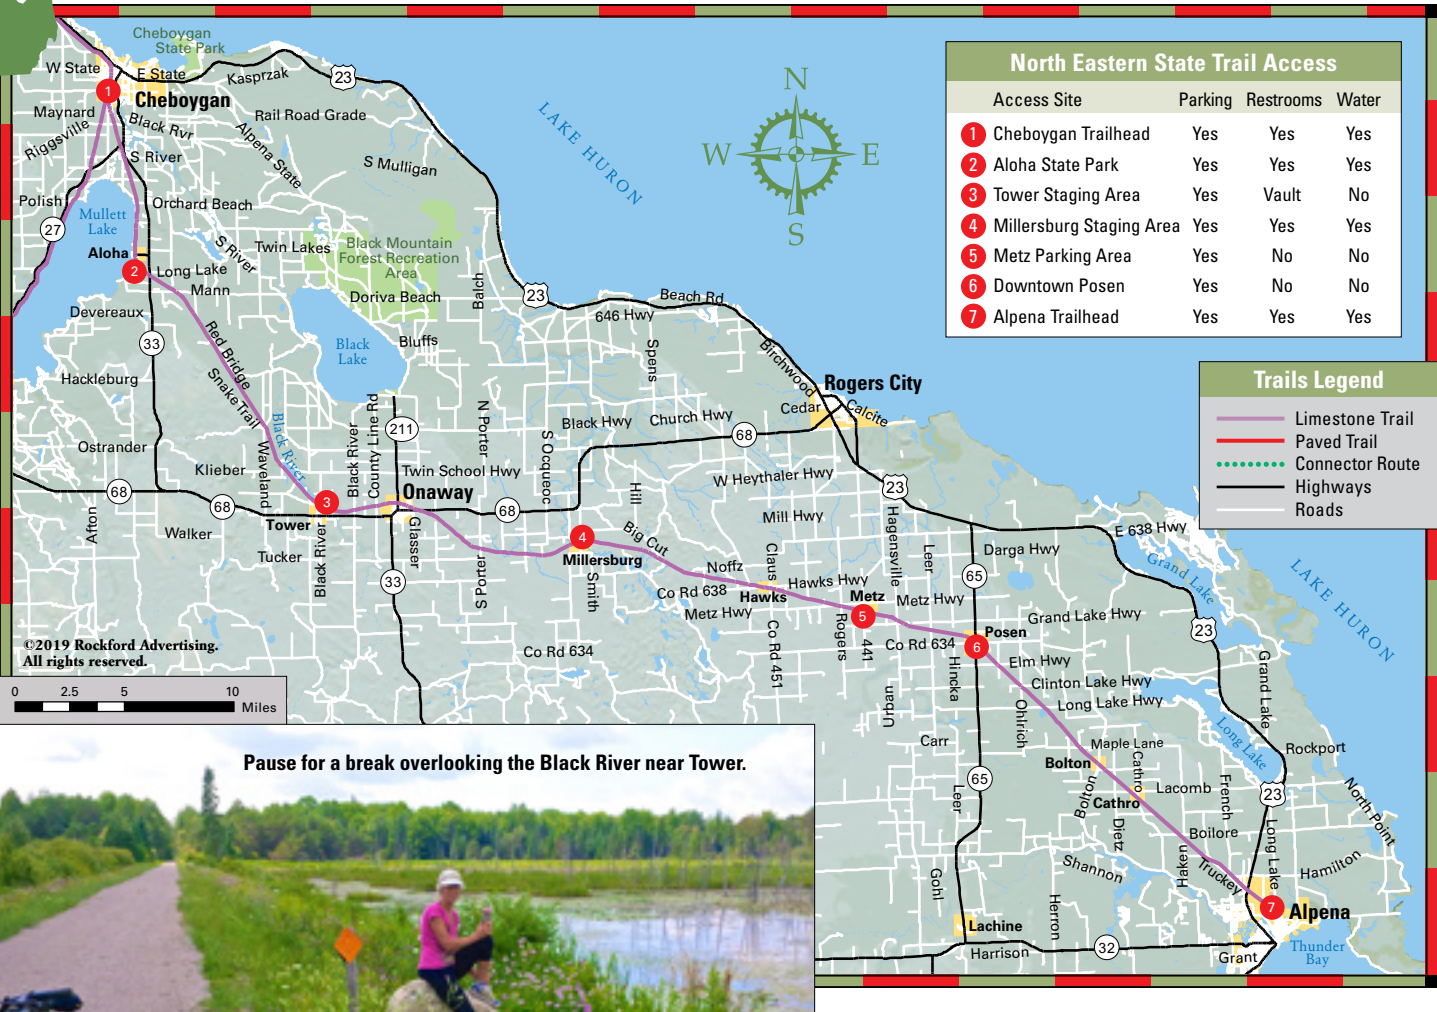 Cheboygan
State Park
W State
E State
Kasprzak
23
1
Cheboygan
Maynard
Riggsville
Black Rvr
Rail Road Grade
Alpena State
S River
S Mulligan
LAKE HURON
N
W
E
S
North Eastern State Trail Access
Access Site Parking Restrooms Water
1 Cheboygan Trailhead Yes Yes Yes
2 Aloha State Park Yes Yes Yes
3 Tower Staging Area Yes Vault No
4 Millersburg Staging Area Yes Yes Yes
5 Metz Parking Area Yes No No
6 Downtown Posen Yes No No
7 Alpena Trailhead Yes Yes Yes
Trails Legend
Limestone Trail
Paved Trail
Connector Route
Highways
Roads
Polish
27
Mullett
Lake
Orchard Beach
Aloha
2
S River
Twin Lakes
Black Mountain
Forest Recreation
Area
Long Lake
Mann
Doriva Beach
Balch
23
Beach Rd
646 Hwy
Devereaux
33
Red Bridge
Snake Trail
Black
Lake
Bluffs
Spens
Birchwood
Rogers City
Cedar
Calcite
Hackleburg
Ostrander
Klieber
Waveland
Black River
Black River
County Line Rd
211
N Porter
Twin School Hwy
S Ocqueoc
Black Hwy
Church Hwy
68
W Heythaler Hwy
23
68
68
Afton
Walker
Tower
3
Onaway
68
Hill
Mill Hwy
Hagensville
E 638 Hwy
Tucker
Black River
Glasser
33
S Porter
4
Millersburg
Big Cut
Smith
Noffz
Co Rd 638
Metz Hwy
Claus
Hawks
Hawks Hwy
Metz
5
Metz Hwy
Leer
Darga Hwy
65
Grand Lake
LAKE HURON
Grand Lake Hwy
23
Posen
6
Co Rd 634
Co Rd 634
Co Rd 451
Rogers
441
Urban
Hincka
Elm Hwy
Clinton Lake Hwy
Long Lake Hwy
Ohlrich
Grand Lake
Long Lake
Rockport
©2019 Rockford Advertising.
All rights reserved.
0 2.5 5 10
Miles
Carr
Maple Lane
Bolton
Cathro
65
Leer
Bolton
Cathro
Lacomb
French
23
North Point
Dietz
Boilore
Long Lake
Shannon
Haken
Truckey
Hamilton
Gohl
Herron
7
Alpena
Lachine
Harrison
32
Grant
Thunder
Bay
Pause for a break overlooking the Black River near Tower.